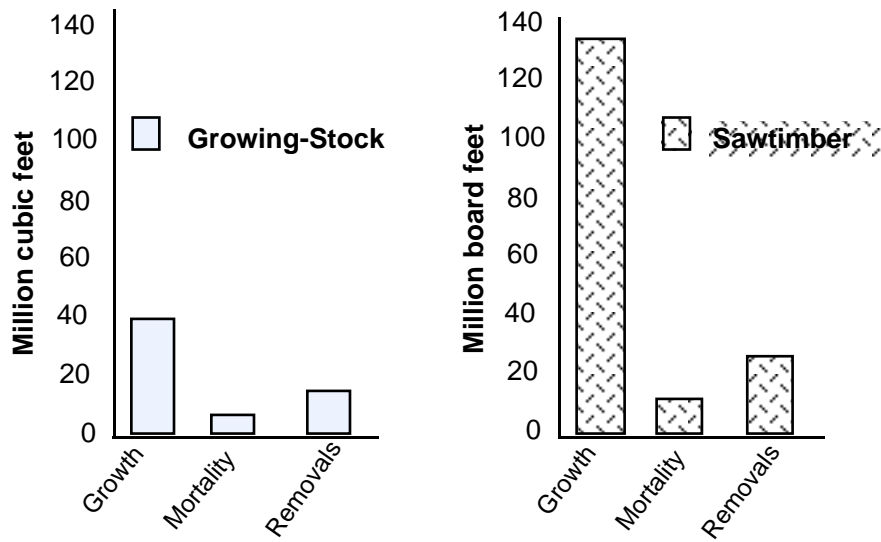 140
120
100
80
60
40
20
0
Million cubic feet
Growing-Stock
Growth
Mortality
Removals
140
120
100
80
60
40
20
0
Million board feet
Sawtimber
Growth
Mortality
Removals